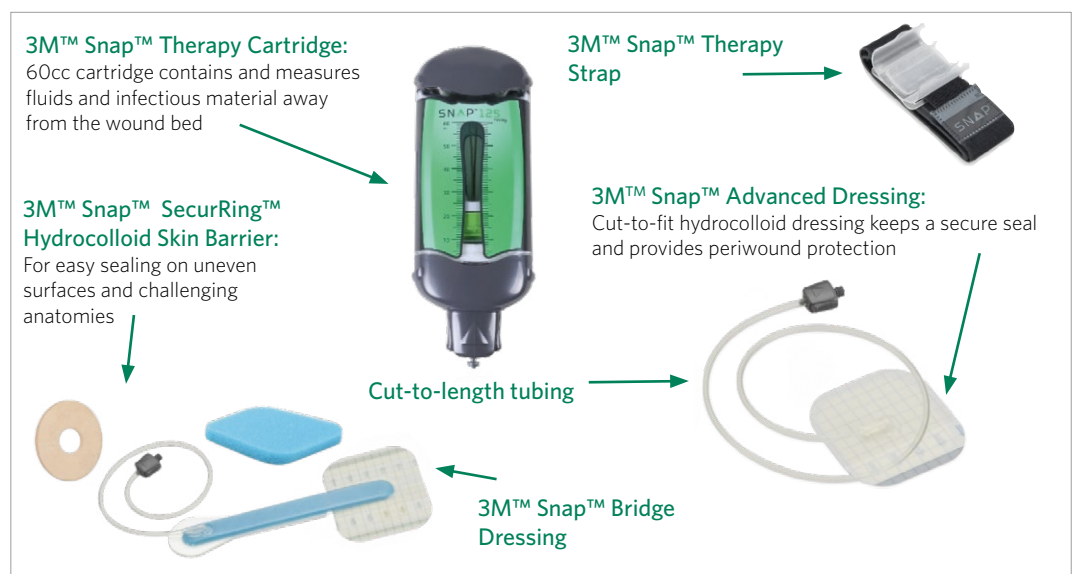 3M™ Snap™ Therapy Cartridge:
60cc cartridge contains and measures
fluids and infectious material away
from the wound bed
3M™ Snap™ Therapy
Strap
SNAP
SNAP 125
3M™ Snap™ SecurRing™
Hydrocolloid Skin Barrier:
For easy sealing on uneven
surfaces and challenging
anatomies
3M™ Snap™ Advanced Dressing:
Cut-to-fit hydrocolloid dressing keeps a secure seal
and provides periwound protection
Cut-to-length tubing
3M™ Snap™ Bridge
Dressing